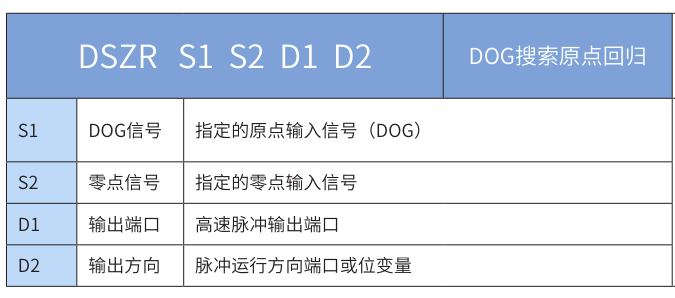 DSZR S1 S2 D1 D2 DOG搜索原点回归
S1 DOG信号 指定的原点输入信号（DOG）
S2 零点信号 指定的零点输入信号
D1 输出端口 高速脉冲输出端口
D2 输出方向 脉冲运行方向端口或位变量